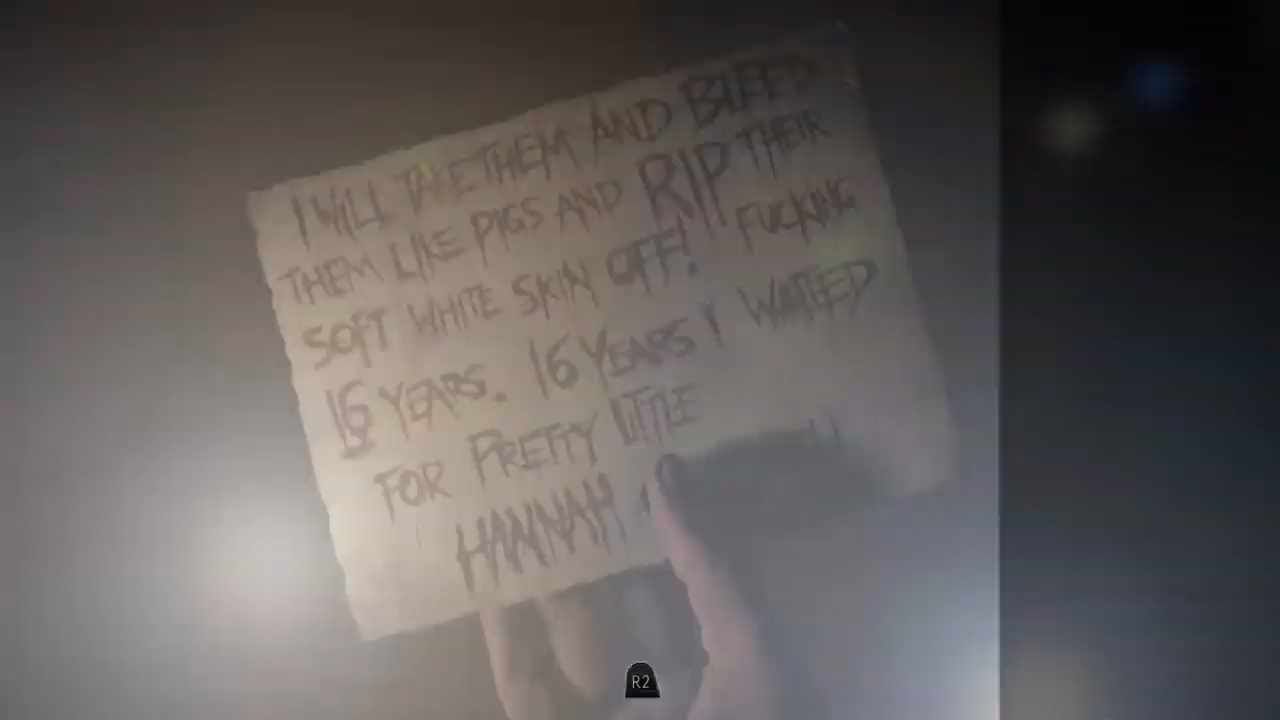 I WILL TAKE THEM AND BLEED
THEM LIKE PIGS AND RIP THEIR
SOFT WHITE SKIN OFF! FUCKING
16 YEARS. 16 YEARS I WAITED
FOR PRETTY LITTLE
HANNAH
R2